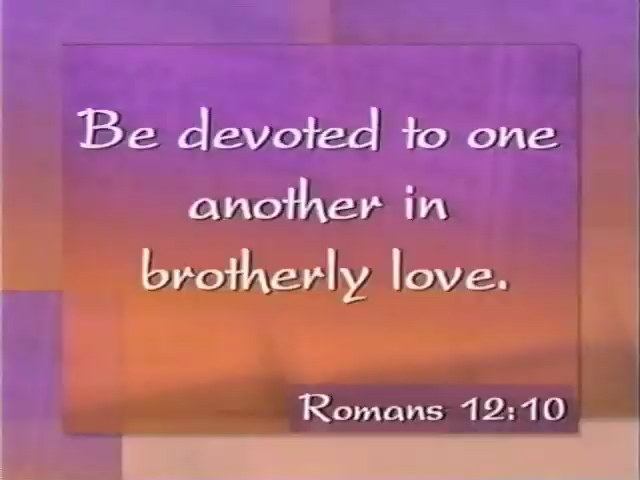 Be devoted to one
another in
brotherly love.
Romans 12:10